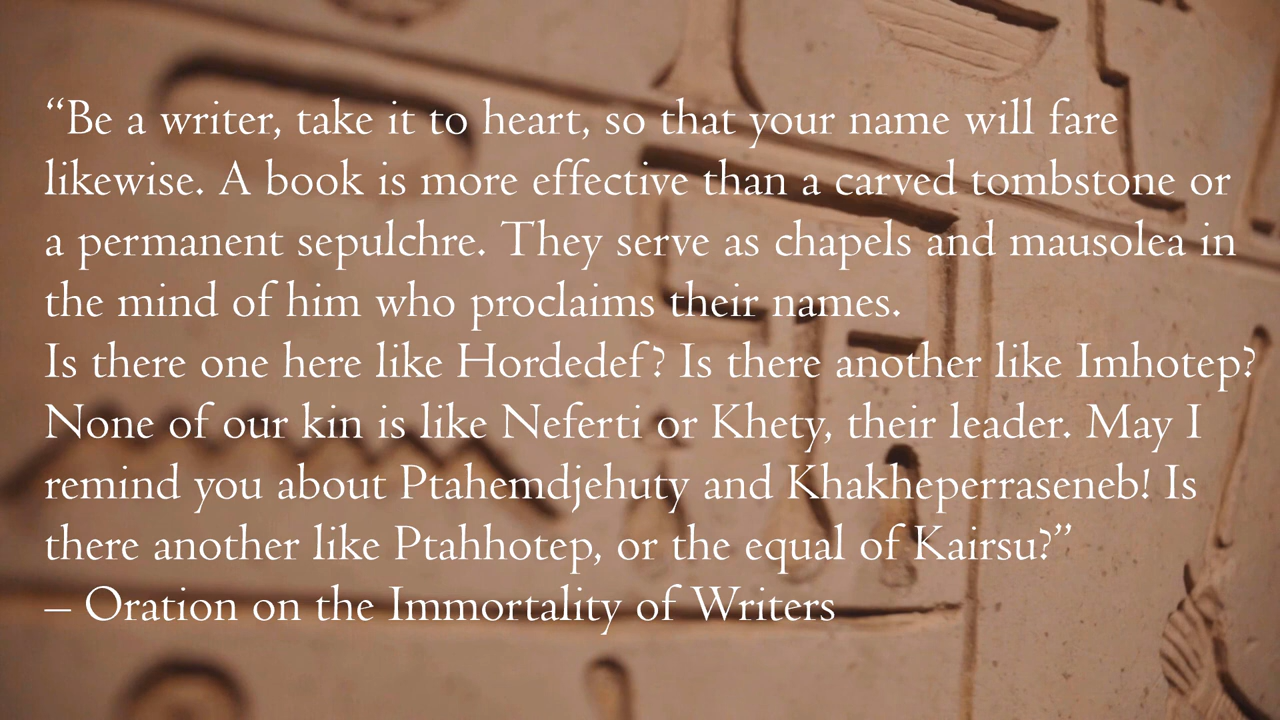 “Be a writer, take it to heart, so that your name will fare
likewise. A book is more effective than a carved tombstone or
a permanent sepulchre. They serve as chapels and mausolea in
the mind of him who proclaims their names.
Is there one here like Hordedef? Is there another like Imhotep?
None of our kin is like Neferti or Khety, their leader. May I
remind you about Ptahemdjehuty and Khakheperraseneb! Is
there another like Ptahhotep, or the equal of Kairsu?”
– Oration on the Immortality of Writers